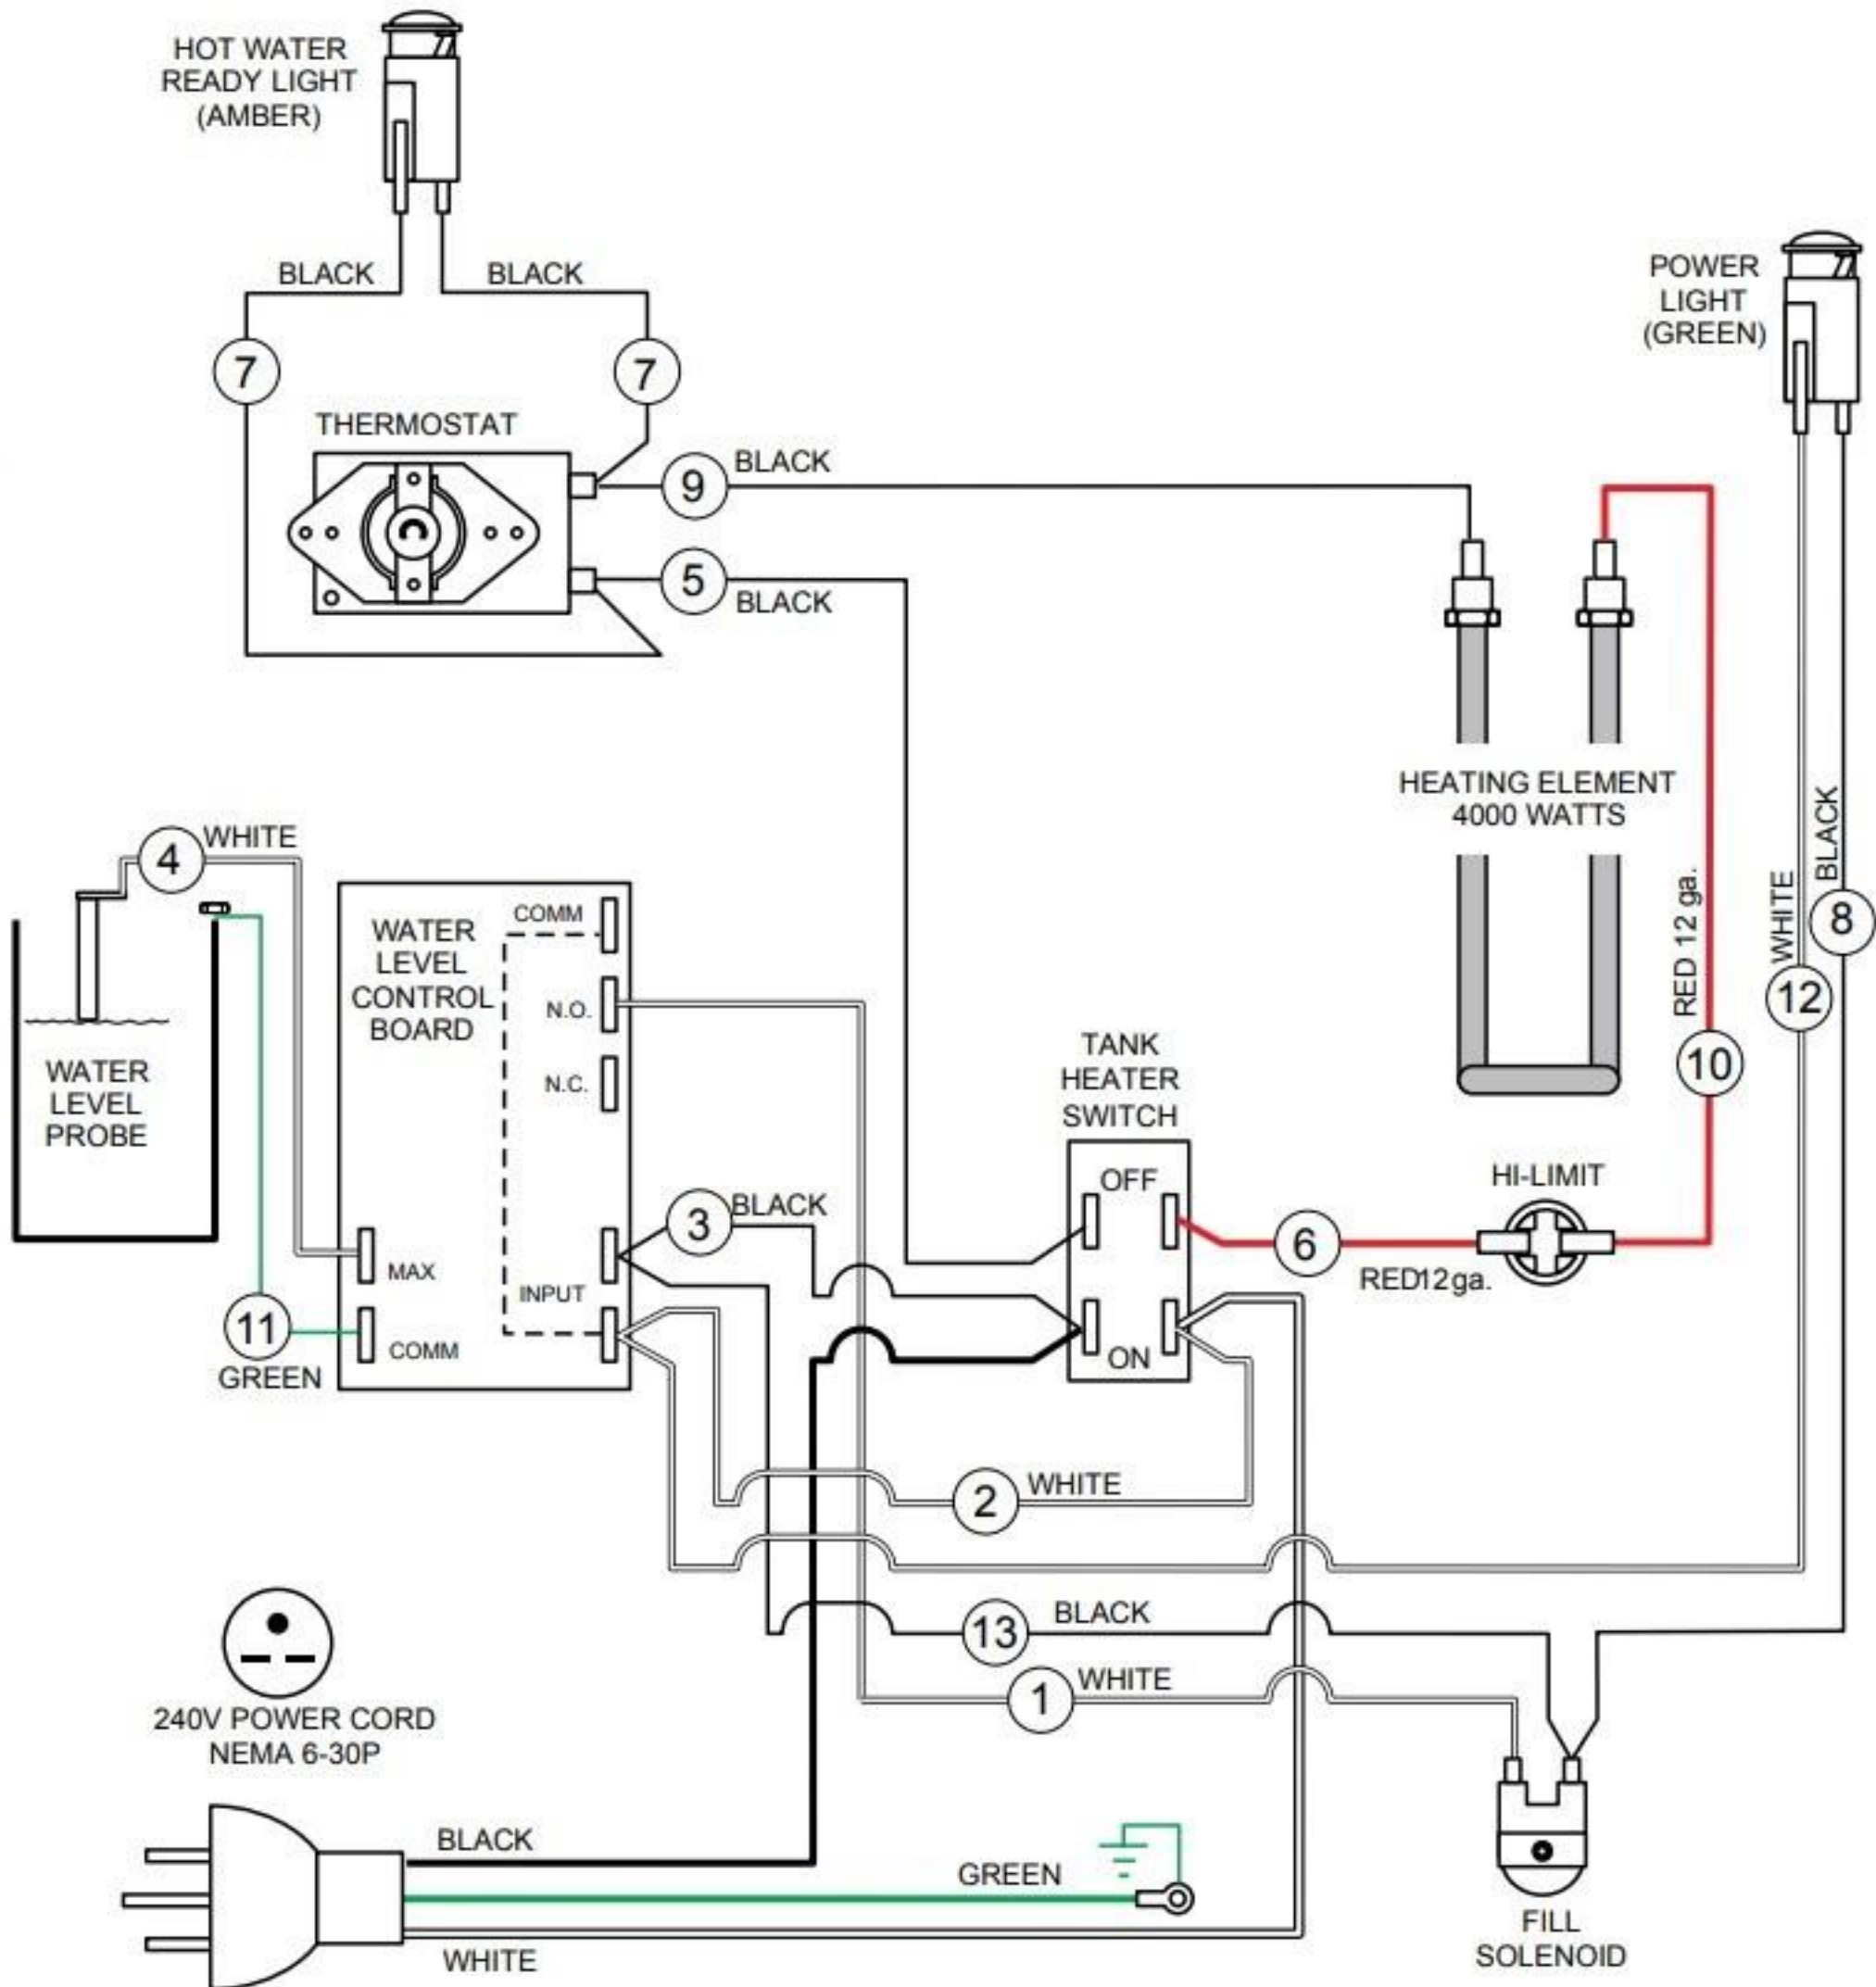 HOT WATER
READY LIGHT
(AMBER)
BLACK
BLACK
7
7
THERMOSTAT
9
BLACK
5
BLACK
POWER
LIGHT
(GREEN)
HEATING ELEMENT
4000 WATTS
BLACK
8
WHITE
12
RED 12 ga.
10
4
WHITE
WATER
LEVEL
PROBE
11
GREEN
WATER
LEVEL
CONTROL
BOARD
COMM
N.O.
N.C.
INPUT
MAX
COMM
3
BLACK
TANK
HEATER
SWITCH
OFF
ON
HI-LIMIT
6
RED12ga.
2
WHITE
13
BLACK
1
WHITE
240V POWER CORD
NEMA 6-30P
BLACK
GREEN
WHITE
FILL
SOLENOID